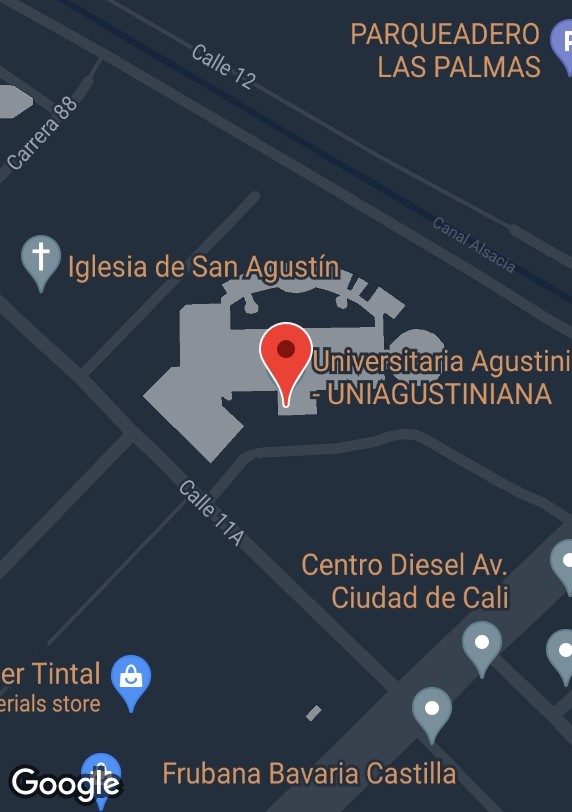 PARQUEADERO
LAS PALMAS
Calle 12
Carrera 88
Canal Alsacia
Iglesia de San Agustín
Universitaria Agustini
- UNIAGUSTINIANA
Calle 11A
Centro Diesel Av.
Ciudad de Cali
er Tintal
erials store
Frubana Bavaria Castilla
Google